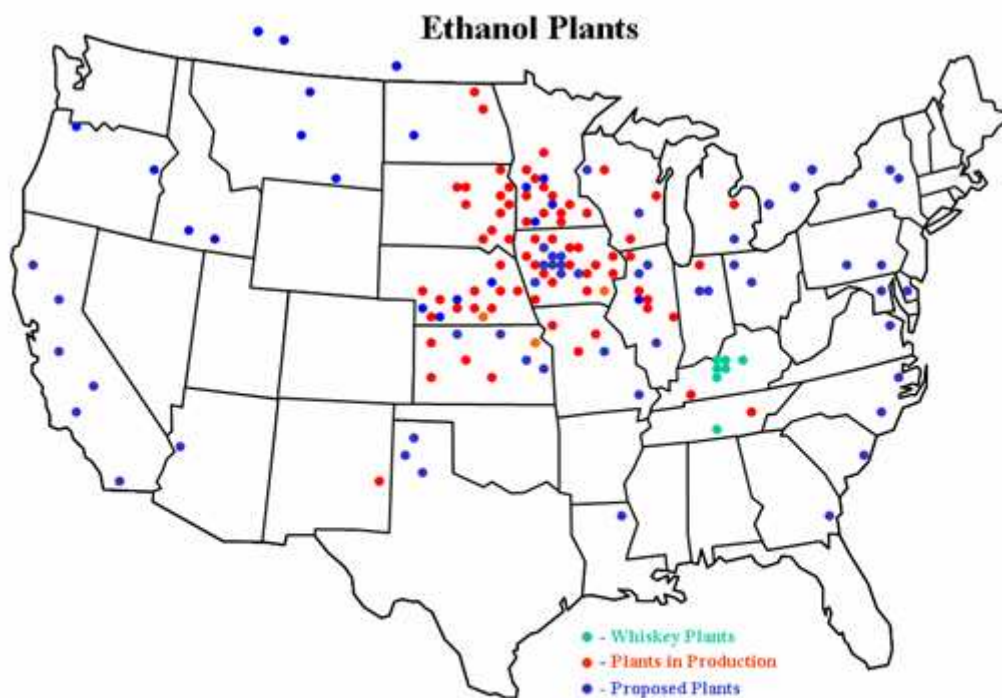 Ethanol Plants
- Whiskey Plants
- Plants in Production
- Proposed Plants